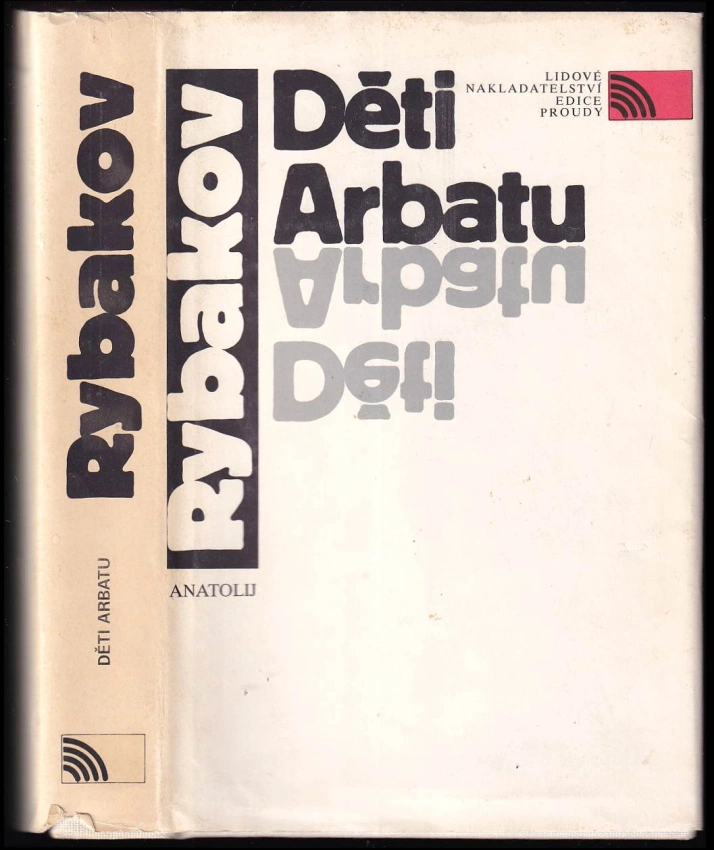 Rybakov
DĚTI ARBATU
Rybakov
ANATOLIJ
Děti
Arbatu
Arbatu
Děti
LIDOVÉ
NAKLADATELSTVÍ
EDICE
PROUDY